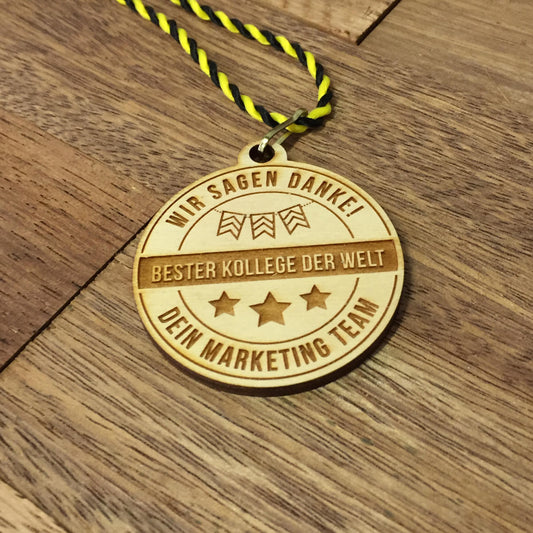 WIR SAGEN DANKE!
BESTER KOLLEGE DER WELT
DEIN MARKETING TEAM